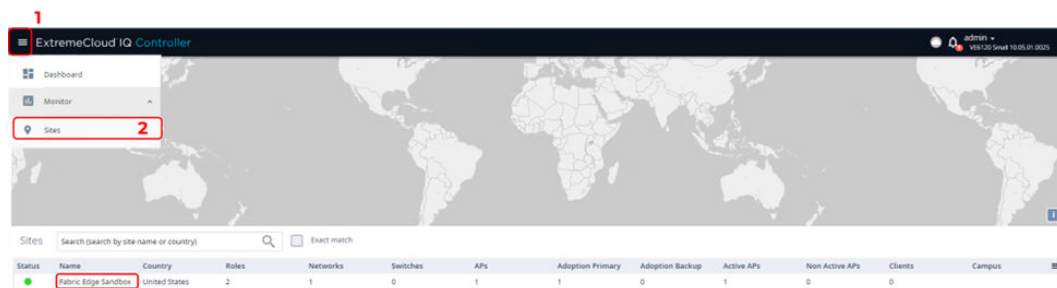 1
ExtremeCloud IQ Controller
admin
VE6120 Small 10.05.01.0025
Dashboard
Monitor
Sites 2
i
Sites Search (search by site name or country) Exact match
Status Name Country Roles Networks Switches APs Adoption Primary Adoption Backup Active APs Non Active APs Clients Campus
Fabric Edge Sandbox United States 2 1 0 1 1 0 1 0 0